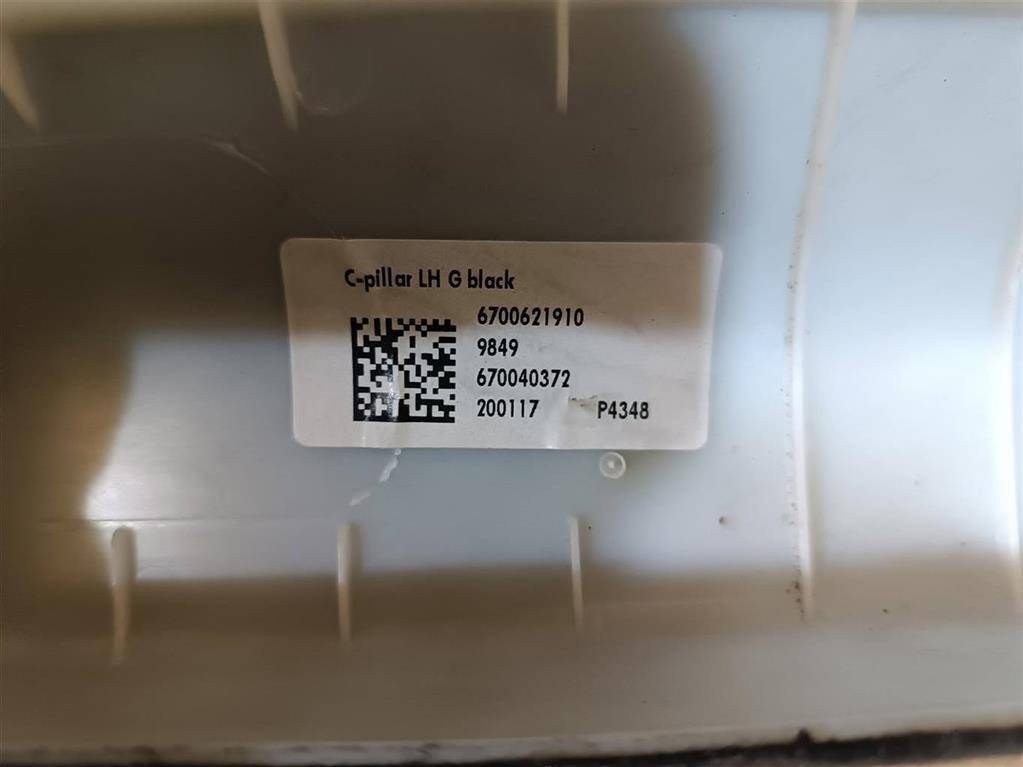 C-pillar LH G black
6700621910
9849
670040372
200117 P4348